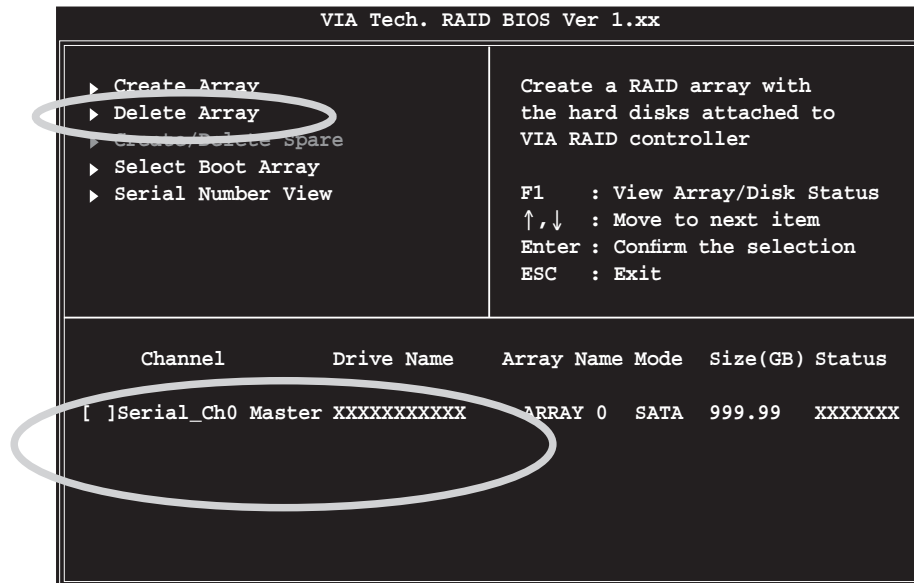 VIA Tech. RAID BIOS Ver 1.xx
Create Array
Delete Array
Create/Delete Spare
Select Boot Array
Serial Number View
Create a RAID array with
the hard disks attached to
VIA RAID controller
F1 : View Array/Disk Status
↑,↓ : Move to next item
Enter : Confirm the selection
ESC : Exit
Channel Drive Name Array Name Mode Size(GB) Status
[ ]Serial_Ch0 Master XXXXXXXXXXX ARRAY 0 SATA 999.99 XXXXXXX